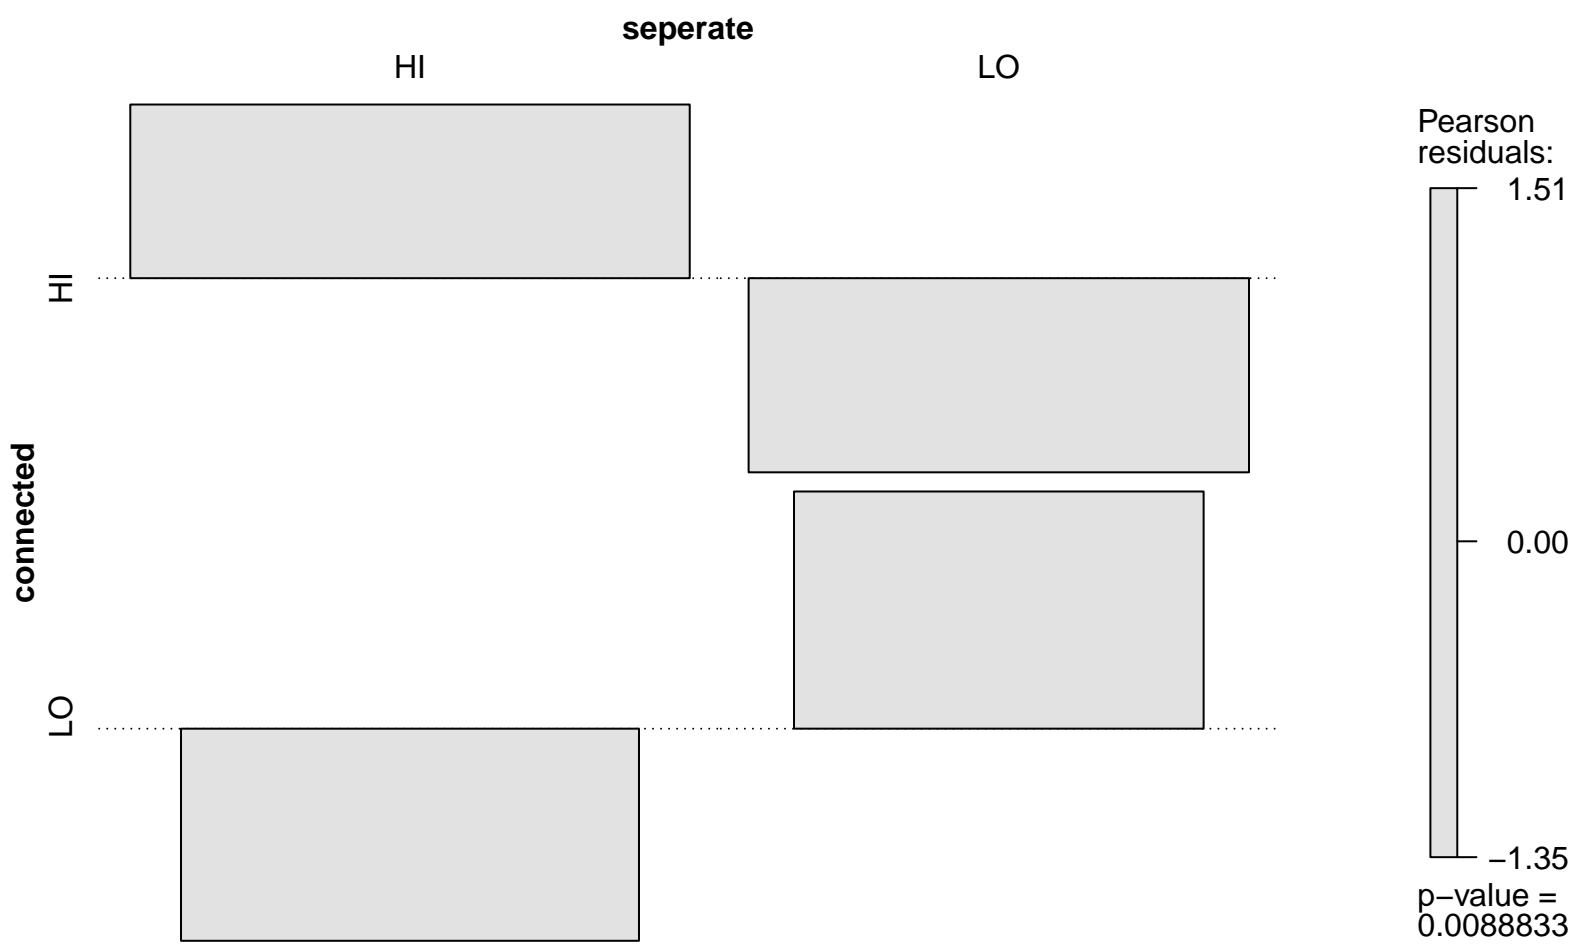 seperate
HI
LO
HI
connected
LO
Pearson
residuals:
1.51
0.00
−1.35
p−value =
0.0088833